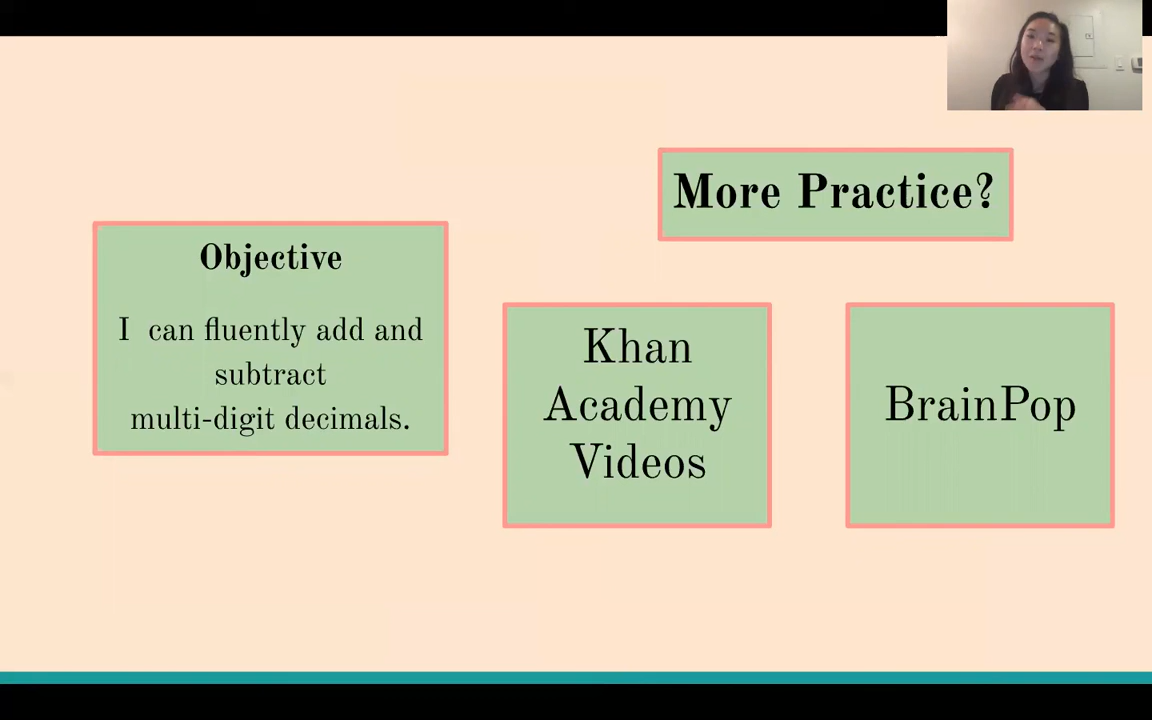 More Practice?
Objective
I can fluently add and
subtract
multi-digit decimals.
Khan
Academy
Videos
BrainPop